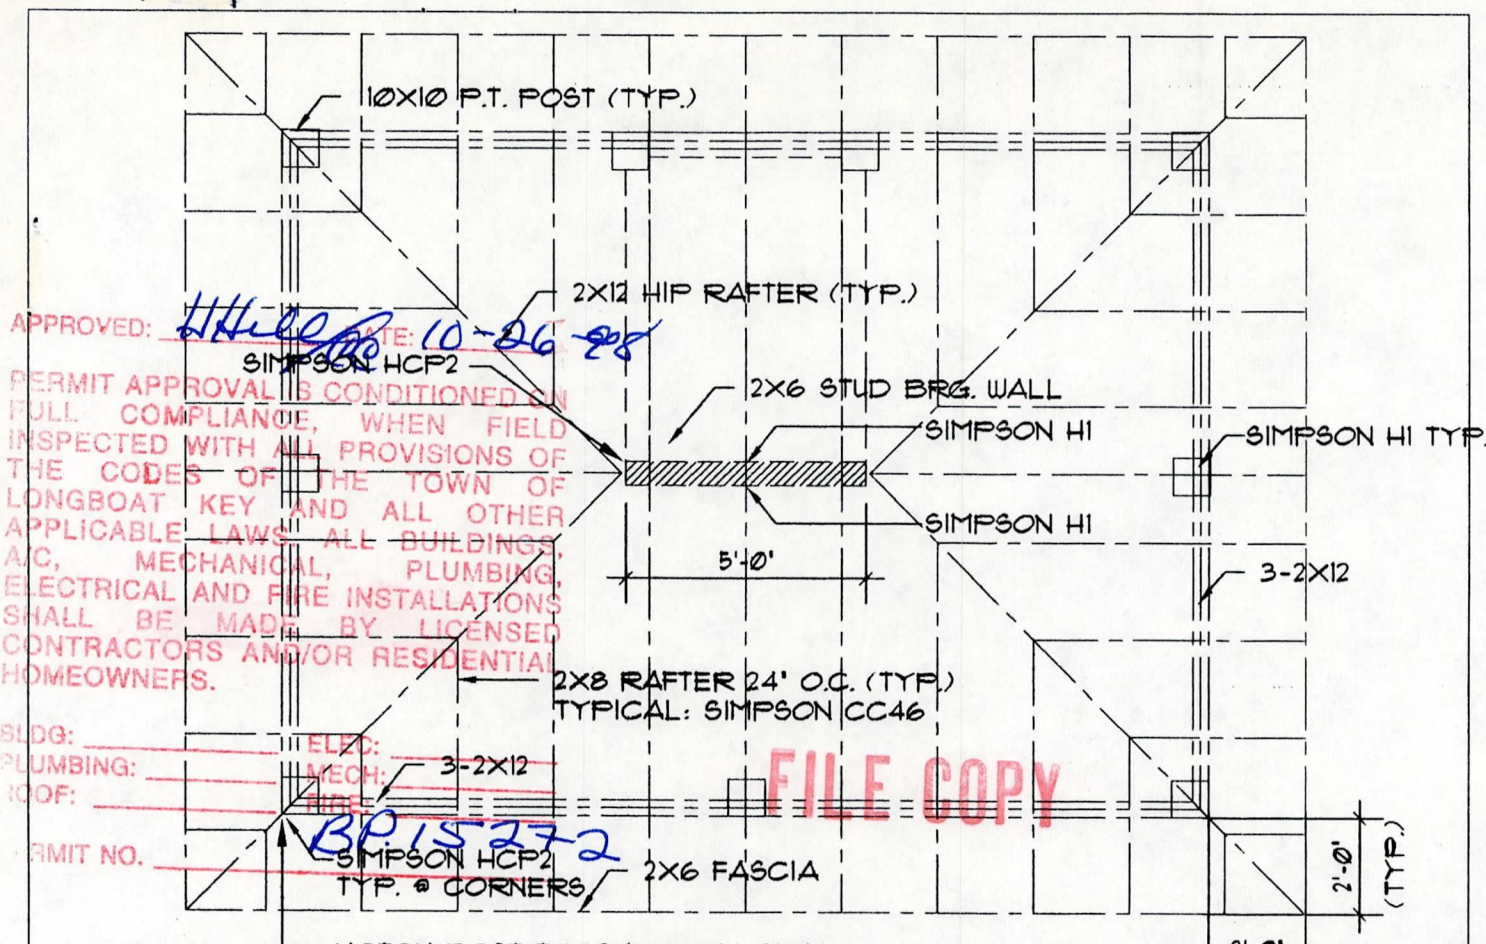 10X10 P.T. POST (TYP.)
2X12 HIP RAFTER (TYP.)
APPROVED: DATE: 10-26-98
SIMPSON HCP2
PERMIT APPROVAL IS CONDITIONED ON
FULL COMPLIANCE, WHEN FIELD
INSPECTED WITH ALL PROVISIONS OF
THE CODES OF THE TOWN OF
LONGBOAT KEY AND ALL OTHER
APPLICABLE LAWS ALL BUILDINGS,
A/C, MECHANICAL, PLUMBING,
ELECTRICAL AND FIRE INSTALLATIONS
SHALL BE MADE BY LICENSED
CONTRACTORS AND/OR RESIDENTIAL
HOMEOWNERS.
2X6 STUD BRG. WALL
SIMPSON H1
SIMPSON H1 TYP.
SIMPSON H1
5'-0"
3-2X12
2X8 RAFTER 24" O.C. (TYP.)
TYPICAL: SIMPSON CC46
BLDG: ELEC:
PLUMBING: MECH:
ROOF: FIRE:
3-2X12
FILE COPY
B.P. 15272
RMIT NO.
SIMPSON HCP2
TYP. @ CORNERS
2X6 FASCIA
2'-0"
(TYP.)